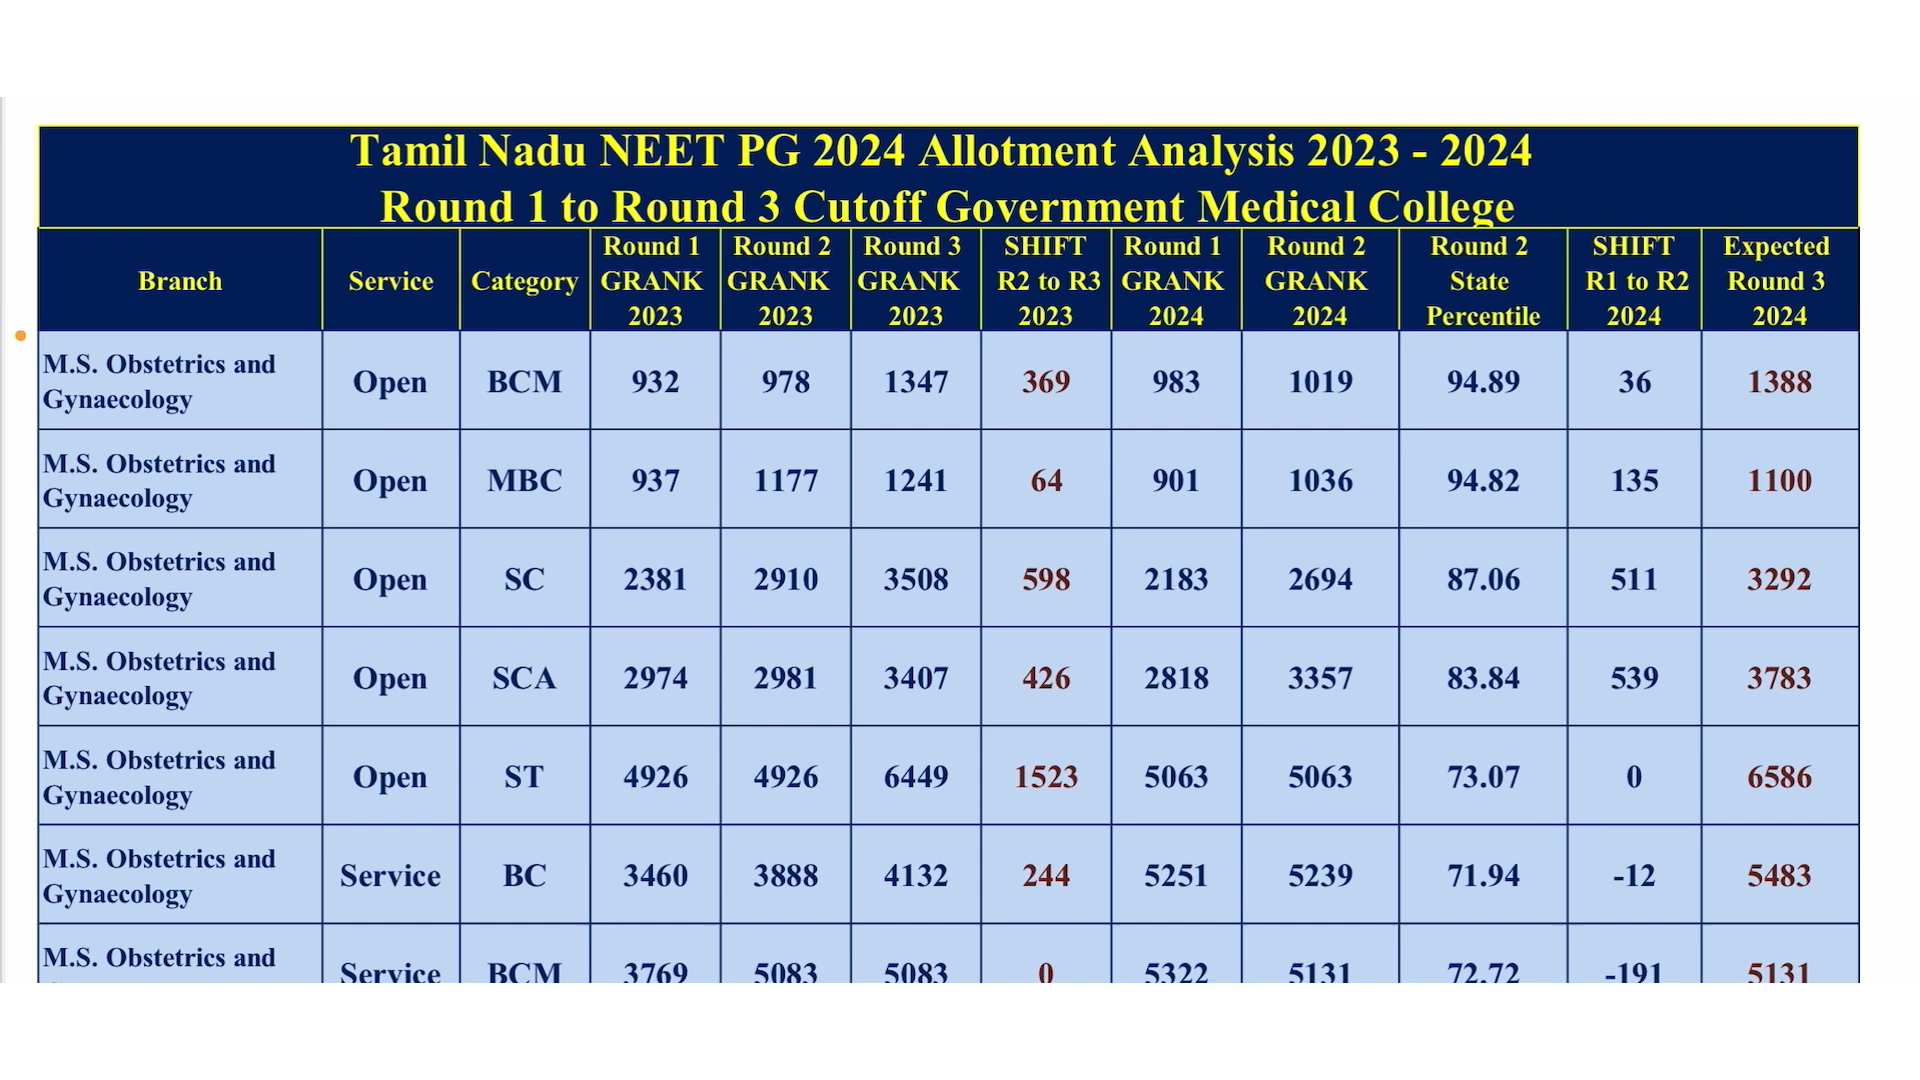 Tamil Nadu NEET PG 2024 Allotment Analysis 2023 - 2024
Round 1 to Round 3 Cutoff Government Medical College
Branch Service Category Round 1 GRANK 2023 Round 2 GRANK 2023 Round 3 GRANK 2023 SHIFT R2 to R3 2023 Round 1 GRANK 2024 Round 2 GRANK 2024 Round 2 State Percentile SHIFT R1 to R2 2024 Expected Round 3 2024
M.S. Obstetrics and Gynaecology Open BCM 932 978 1347 369 983 1019 94.89 36 1388
M.S. Obstetrics and Gynaecology Open MBC 937 1177 1241 64 901 1036 94.82 135 1100
M.S. Obstetrics and Gynaecology Open SC 2381 2910 3508 598 2183 2694 87.06 511 3292
M.S. Obstetrics and Gynaecology Open SCA 2974 2981 3407 426 2818 3357 83.84 539 3783
M.S. Obstetrics and Gynaecology Open ST 4926 4926 6449 1523 5063 5063 73.07 0 6586
M.S. Obstetrics and Gynaecology Service BC 3460 3888 4132 244 5251 5239 71.94 -12 5483
M.S. Obstetrics and Service BCM 3769 5083 5083 0 5322 5131 72.72 -191 5131